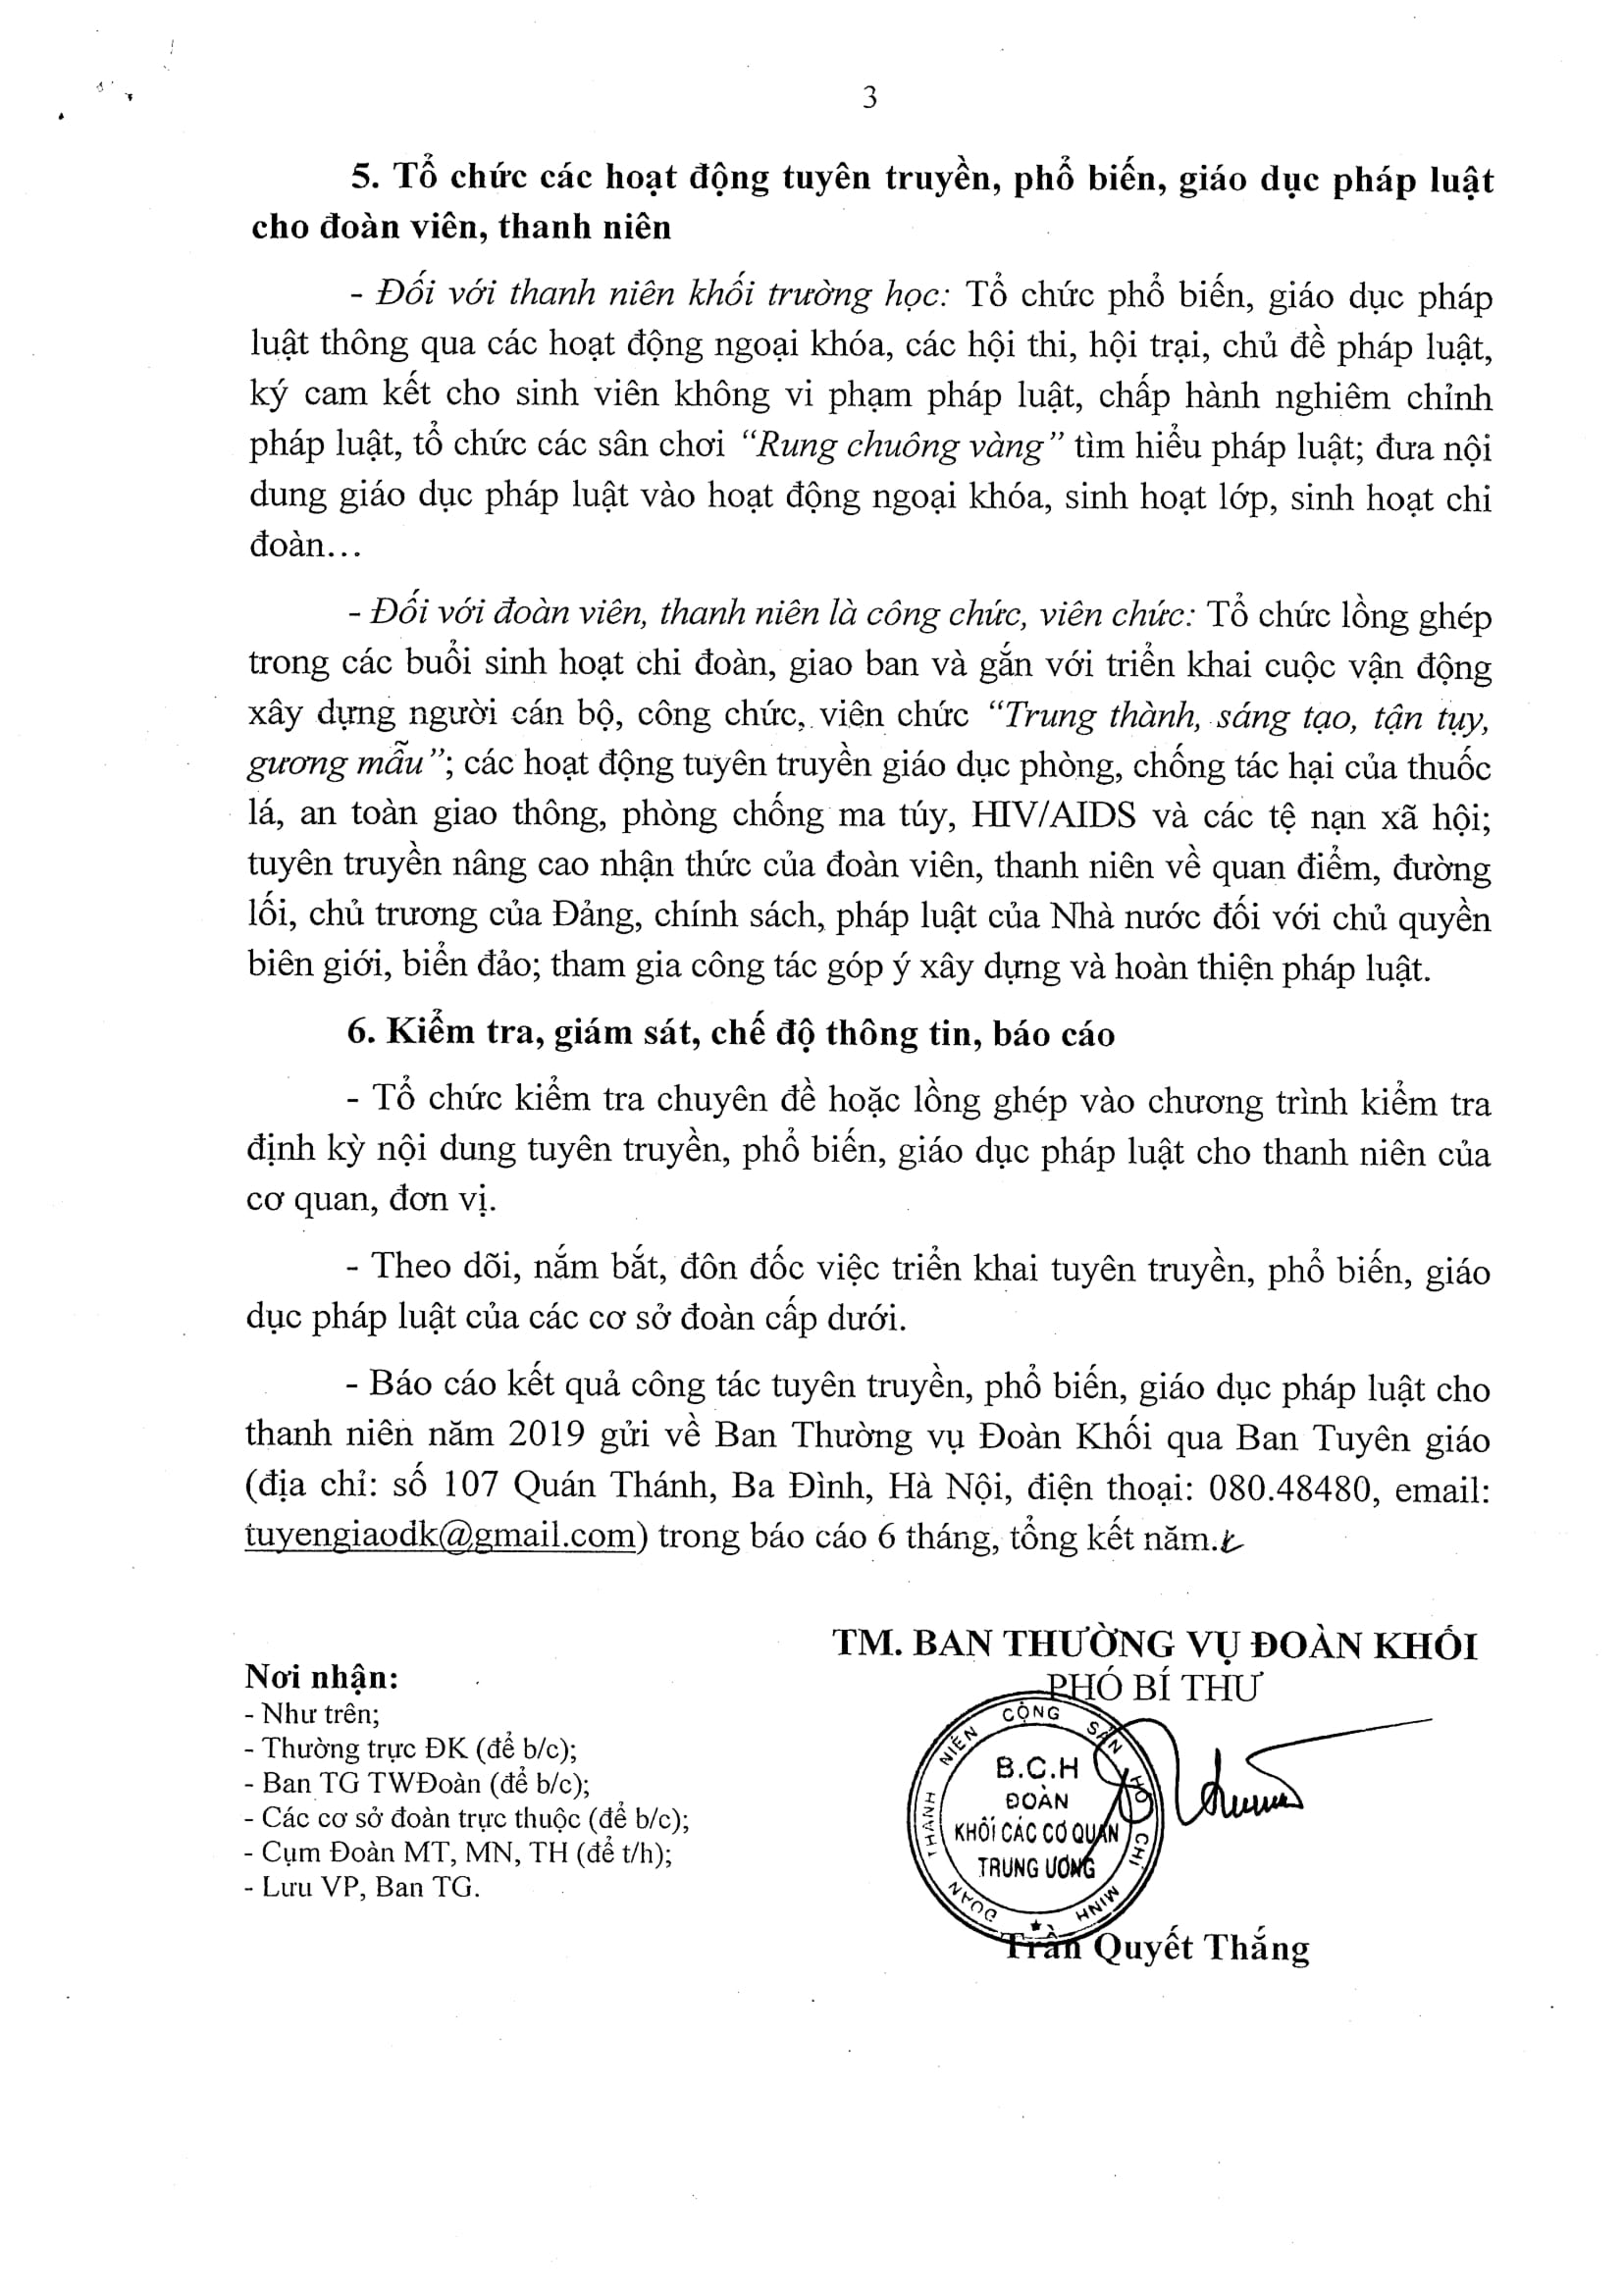 3
5. Tổ chức các hoạt động tuyên truyền, phổ biến, giáo dục pháp luật
cho đoàn viên, thanh niên
- Đối với thanh niên khối trường học: Tổ chức phổ biến, giáo dục pháp
luật thông qua các hoạt động ngoại khóa, các hội thi, hội trại, chủ đề pháp luật,
ký cam kết cho sinh viên không vi phạm pháp luật, chấp hành nghiêm chỉnh
pháp luật, tổ chức các sân chơi “Rung chuông vàng” tìm hiểu pháp luật; đưa nội
dung giáo dục pháp luật vào hoạt động ngoại khóa, sinh hoạt lớp, sinh hoạt chi
đoàn…
- Đối với đoàn viên, thanh niên là công chức, viên chức: Tổ chức lồng ghép
trong các buổi sinh hoạt chi đoàn, giao ban và gắn với triển khai cuộc vận động
xây dựng người cán bộ, công chức, viên chức “Trung thành, sáng tạo, tận tụy,
gương mẫu”; các hoạt động tuyên truyền giáo dục phòng, chống tác hại của thuốc
lá, an toàn giao thông, phòng chống ma túy, HIV/AIDS và các tệ nạn xã hội;
tuyên truyền nâng cao nhận thức của đoàn viên, thanh niên về quan điểm, đường
lối, chủ trương của Đảng, chính sách, pháp luật của Nhà nước đối với chủ quyền
biên giới, biển đảo; tham gia công tác góp ý xây dựng và hoàn thiện pháp luật.
6. Kiểm tra, giám sát, chế độ thông tin, báo cáo
- Tổ chức kiểm tra chuyên đề hoặc lồng ghép vào chương trình kiểm tra
định kỳ nội dung tuyên truyền, phổ biến, giáo dục pháp luật cho thanh niên của
cơ quan, đơn vị.
- Theo dõi, nắm bắt, đôn đốc việc triển khai tuyên truyền, phổ biến, giáo
dục pháp luật của các cơ sở đoàn cấp dưới.
- Báo cáo kết quả công tác tuyên truyền, phổ biến, giáo dục pháp luật cho
thanh niên năm 2019 gửi về Ban Thường vụ Đoàn Khối qua Ban Tuyên giáo
(địa chỉ: số 107 Quán Thánh, Ba Đình, Hà Nội, điện thoại: 080.48480, email:
tuyengiaodk@gmail.com) trong báo cáo 6 tháng, tổng kết năm.
TM. BAN THƯỜNG VỤ ĐOÀN KHỐI
PHÓ BÍ THƯ
Nơi nhận:
- Như trên;
- Thường trực ĐK (để b/c);
- Ban TG TWĐoàn (để b/c);
- Các cơ sở đoàn trực thuộc (để b/c);
- Cụm Đoàn MT, MN, TH (để t/h);
- Lưu VP, Ban TG.
ĐOÀN THANH NIÊN CỘNG SẢN HỒ CHÍ MINH
B.C.H
ĐOÀN
KHỐI CÁC CƠ QUAN
TRUNG ƯƠNG
Trần Quyết Thắng